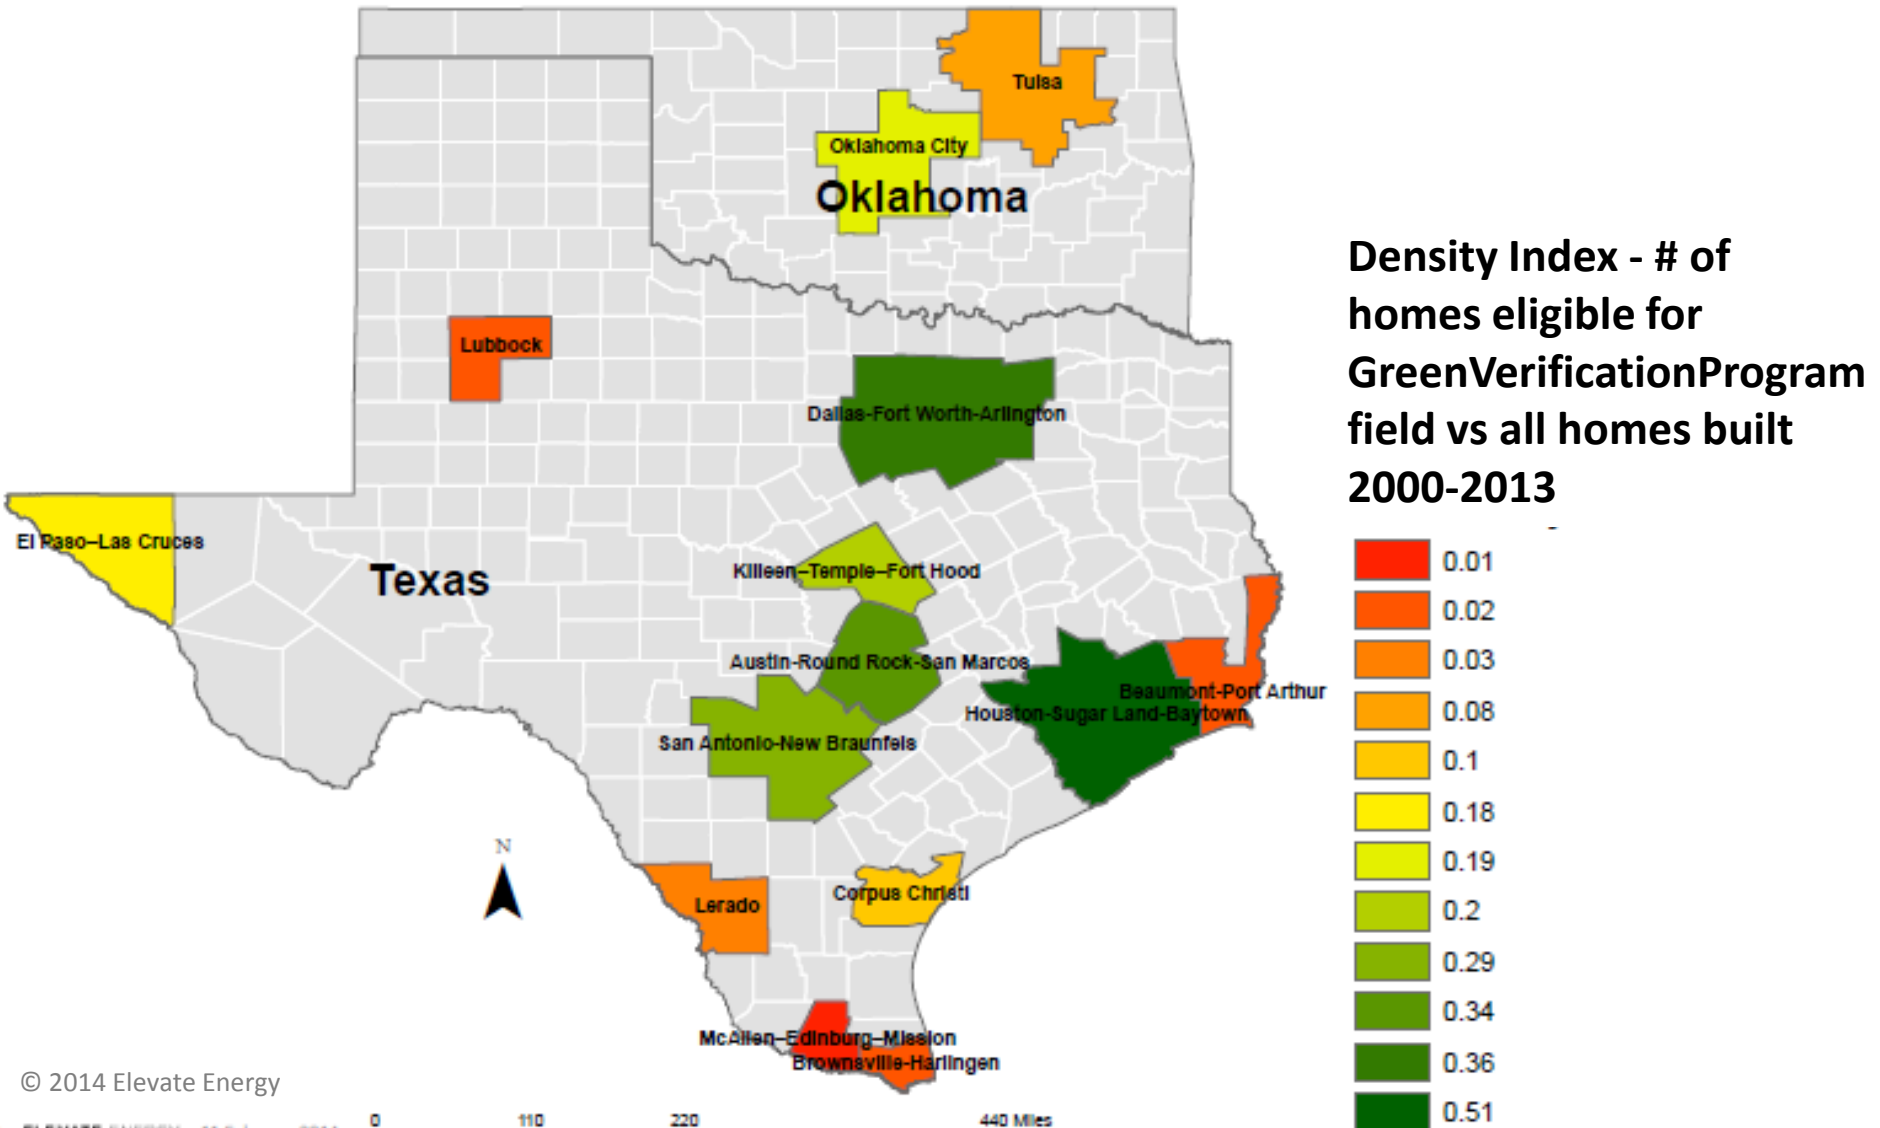 Tulsa
Oklahoma City
Oklahoma
Density Index - # of
homes eligible for
GreenVerificationProgram
field vs all homes built
2000-2013
Lubbock
Dallas-Fort Worth-Arlington
El Paso–Las Cruces
Texas
Killeen–Temple–Fort Hood
Austin-Round Rock-San Marcos
Beaumont-Port Arthur
Houston-Sugar Land-Baytown
San Antonio-New Braunfels
N
Lerado
Corpus Christi
McAllen–Edinburg–Mission
Brownsville-Harlingen
0.01
0.02
0.03
0.08
0.1
0.18
0.19
0.2
0.29
0.34
0.36
0.51
© 2014 Elevate Energy
0 110 220 440 Miles